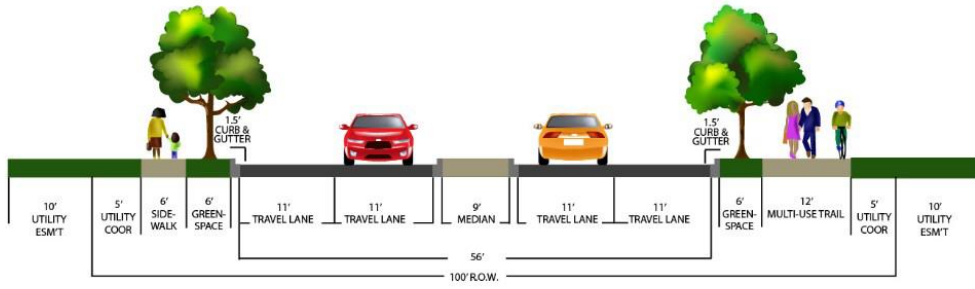 1.5'
CURB &
GUTTER
1.5'
CURB &
GUTTER
10'
UTILITY
ESM'T
5'
UTILITY
COOR
6'
SIDE-
WALK
6'
GREEN-
SPACE
11'
TRAVEL LANE
11'
TRAVEL LANE
9'
MEDIAN
11'
TRAVEL LANE
11'
TRAVEL LANE
6'
GREEN-
SPACE
12'
MULTI-USE TRAIL
5'
UTILITY
COOR
10'
UTILITY
ESM'T
56'
100' R.O.W.